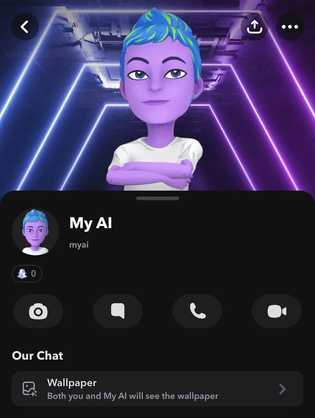 My AI
myai
0
Our Chat
Wallpaper
Both you and My AI will see the wallpaper